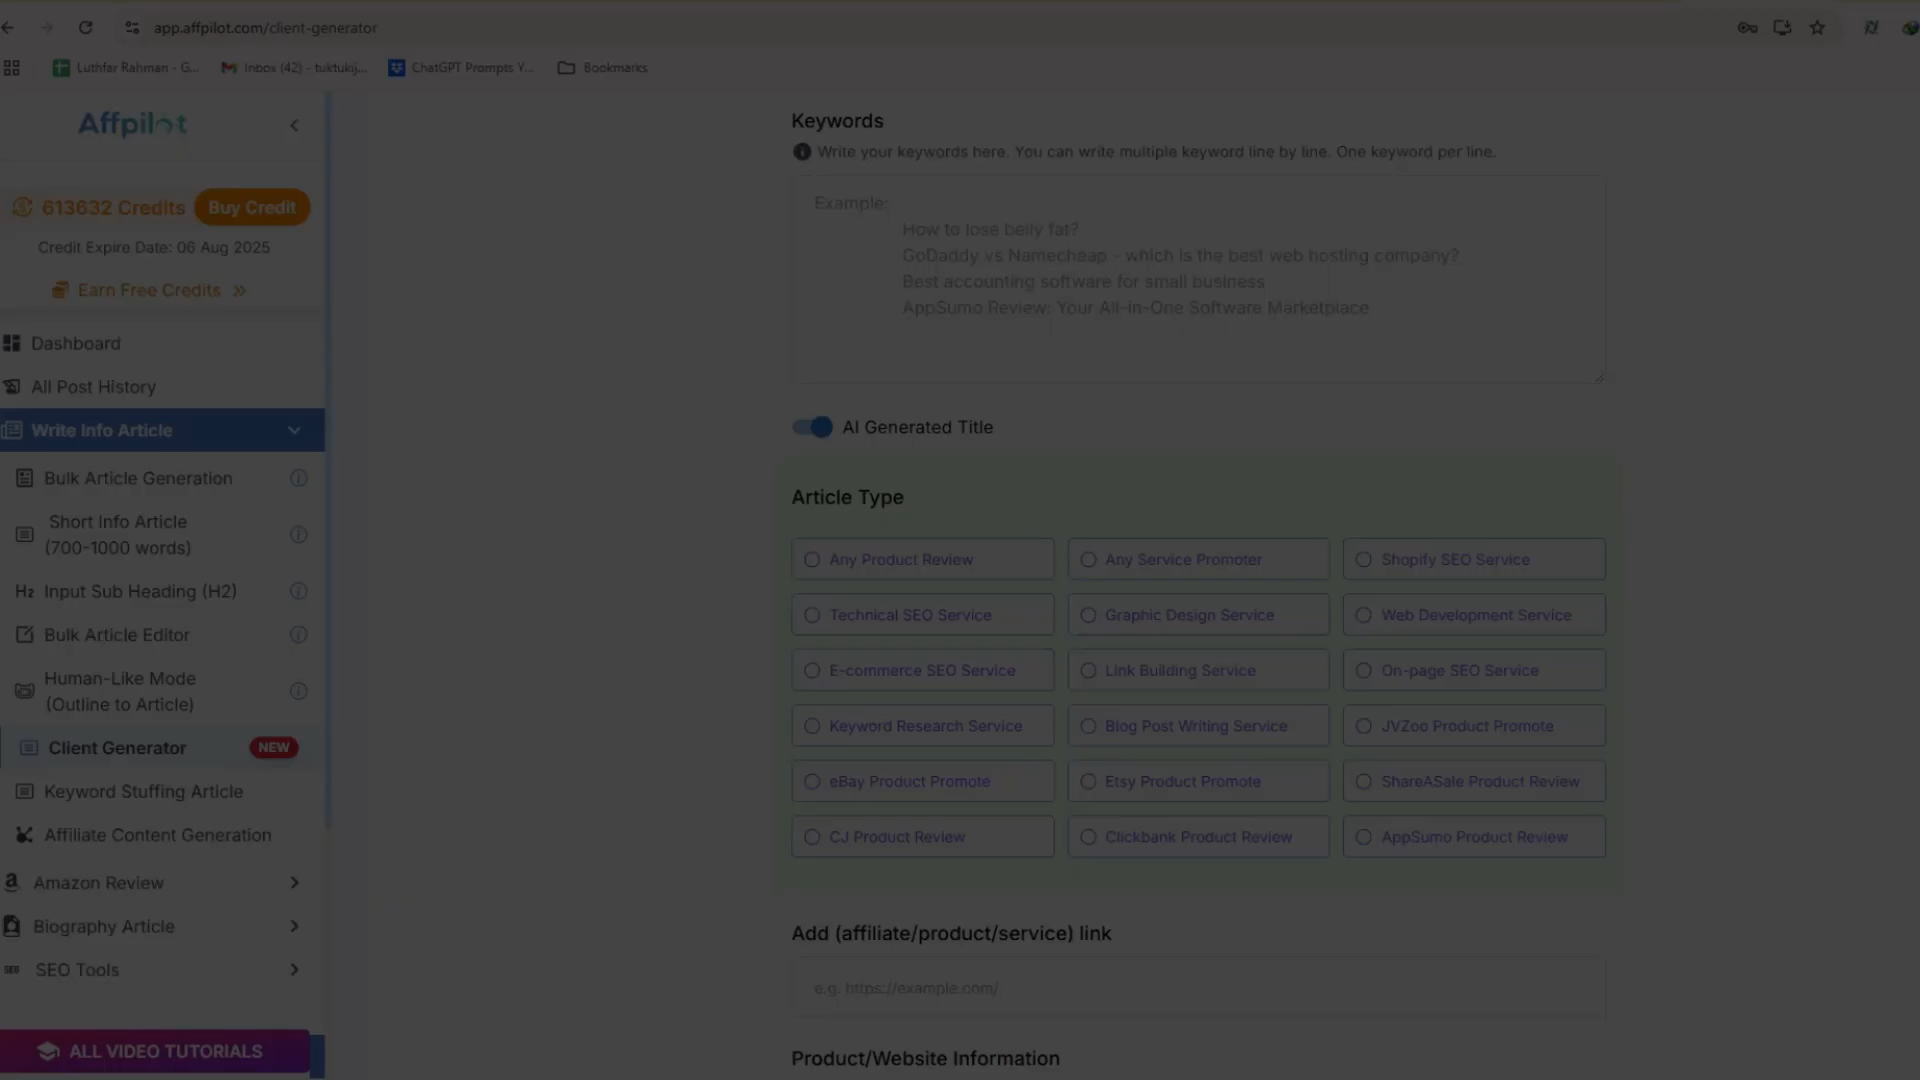 app.affpilot.com/client-generator
Luthfar Rahman - G...
Inbox (42) - tuktukij...
ChatGPT Prompts Y...
Bookmarks
Affpilot
613632 Credits
Buy Credit
Credit Expire Date: 06 Aug 2025
Earn Free Credits »
Dashboard
All Post History
Write Info Article
Bulk Article Generation
Short Info Article
(700-1000 words)
H2 Input Sub Heading (H2)
Bulk Article Editor
Human-Like Mode
(Outline to Article)
Client Generator
NEW
Keyword Stuffing Article
Affiliate Content Generation
Amazon Review
Biography Article
SEO SEO Tools
ALL VIDEO TUTORIALS
Keywords
Write your keywords here. You can write multiple keyword line by line. One keyword per line.
Example:
How to lose belly fat?
GoDaddy vs Namecheap - which is the best web hosting company?
Best accounting software for small business
AppSumo Review: Your All-in-One Software Marketplace
AI Generated Title
Article Type
Any Product Review
Any Service Promoter
Shopify SEO Service
Technical SEO Service
Graphic Design Service
Web Development Service
E-commerce SEO Service
Link Building Service
On-page SEO Service
Keyword Research Service
Blog Post Writing Service
JVZoo Product Promote
eBay Product Promote
Etsy Product Promote
ShareASale Product Review
CJ Product Review
Clickbank Product Review
AppSumo Product Review
Add (affiliate/product/service) link
e.g. https://example.com/
Product/Website Information